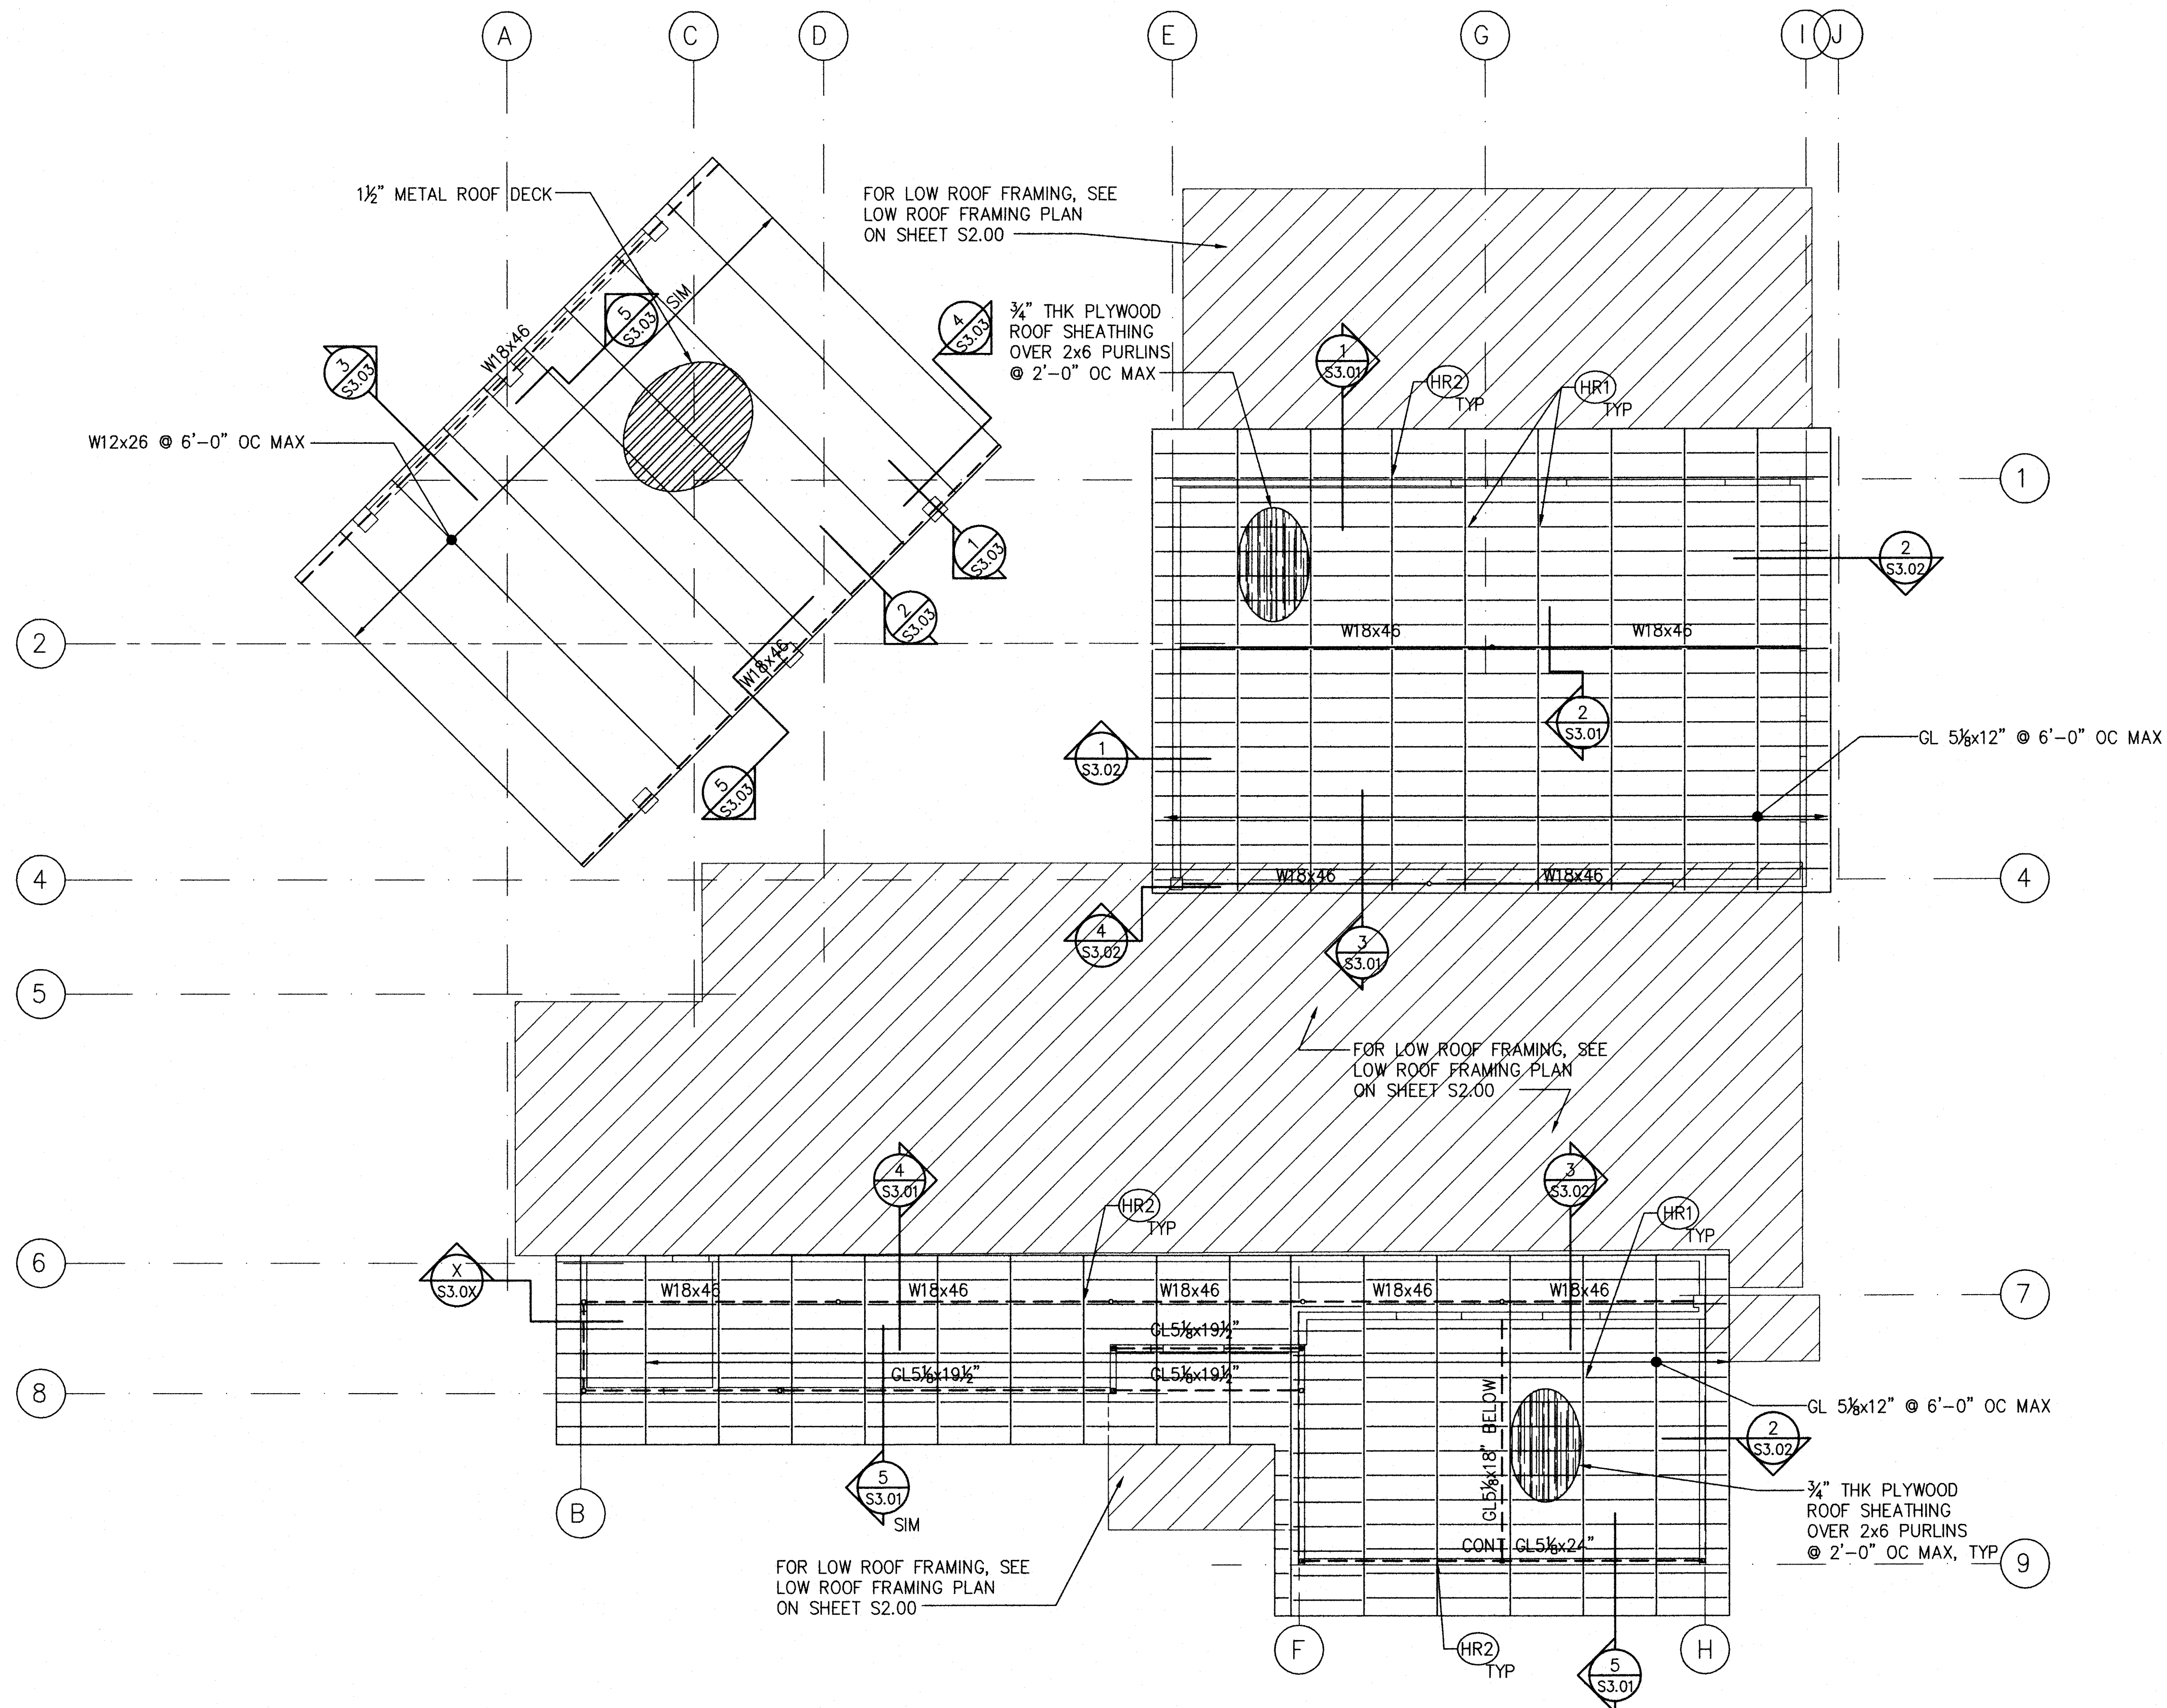 A
C
D
E
G
I
J
1½" METAL ROOF DECK
FOR LOW ROOF FRAMING, SEE
LOW ROOF FRAMING PLAN
ON SHEET S2.00
¾" THK PLYWOOD
ROOF SHEATHING
OVER 2x6 PURLINS
@ 2'-0" OC MAX
5
S3.03
SIM
4
S3.03
W18x46
3
S3.03
1
S3.01
HR2
TYP
HR1
TYP
W12x26 @ 6'-0" OC MAX
1
1
S3.03
2
S3.02
2
S3.03
2
W18x46
W18x46
W18x46
2
S3.01
GL 5⅛x12" @ 6'-0" OC MAX
1
S3.02
5
S3.03
4
W18x46
W18x46
4
4
S3.02
3
S3.01
5
FOR LOW ROOF FRAMING, SEE
LOW ROOF FRAMING PLAN
ON SHEET S2.00
4
S3.01
3
S3.02
HR2
TYP
HR1
TYP
6
X
S3.0X
W18x46
W18x46
W18x46
W18x46
W18x46
7
GL5⅛x19½"
GL5⅛x19½"
GL5⅛x19½"
8
GL5⅛x18" BELOW
GL 5⅛x12" @ 6'-0" OC MAX
2
S3.02
B
5
S3.01
SIM
¾" THK PLYWOOD
ROOF SHEATHING
OVER 2x6 PURLINS
@ 2'-0" OC MAX, TYP
CONT GL5⅛x24"
9
FOR LOW ROOF FRAMING, SEE
LOW ROOF FRAMING PLAN
ON SHEET S2.00
F
HR2
TYP
H
5
S3.01